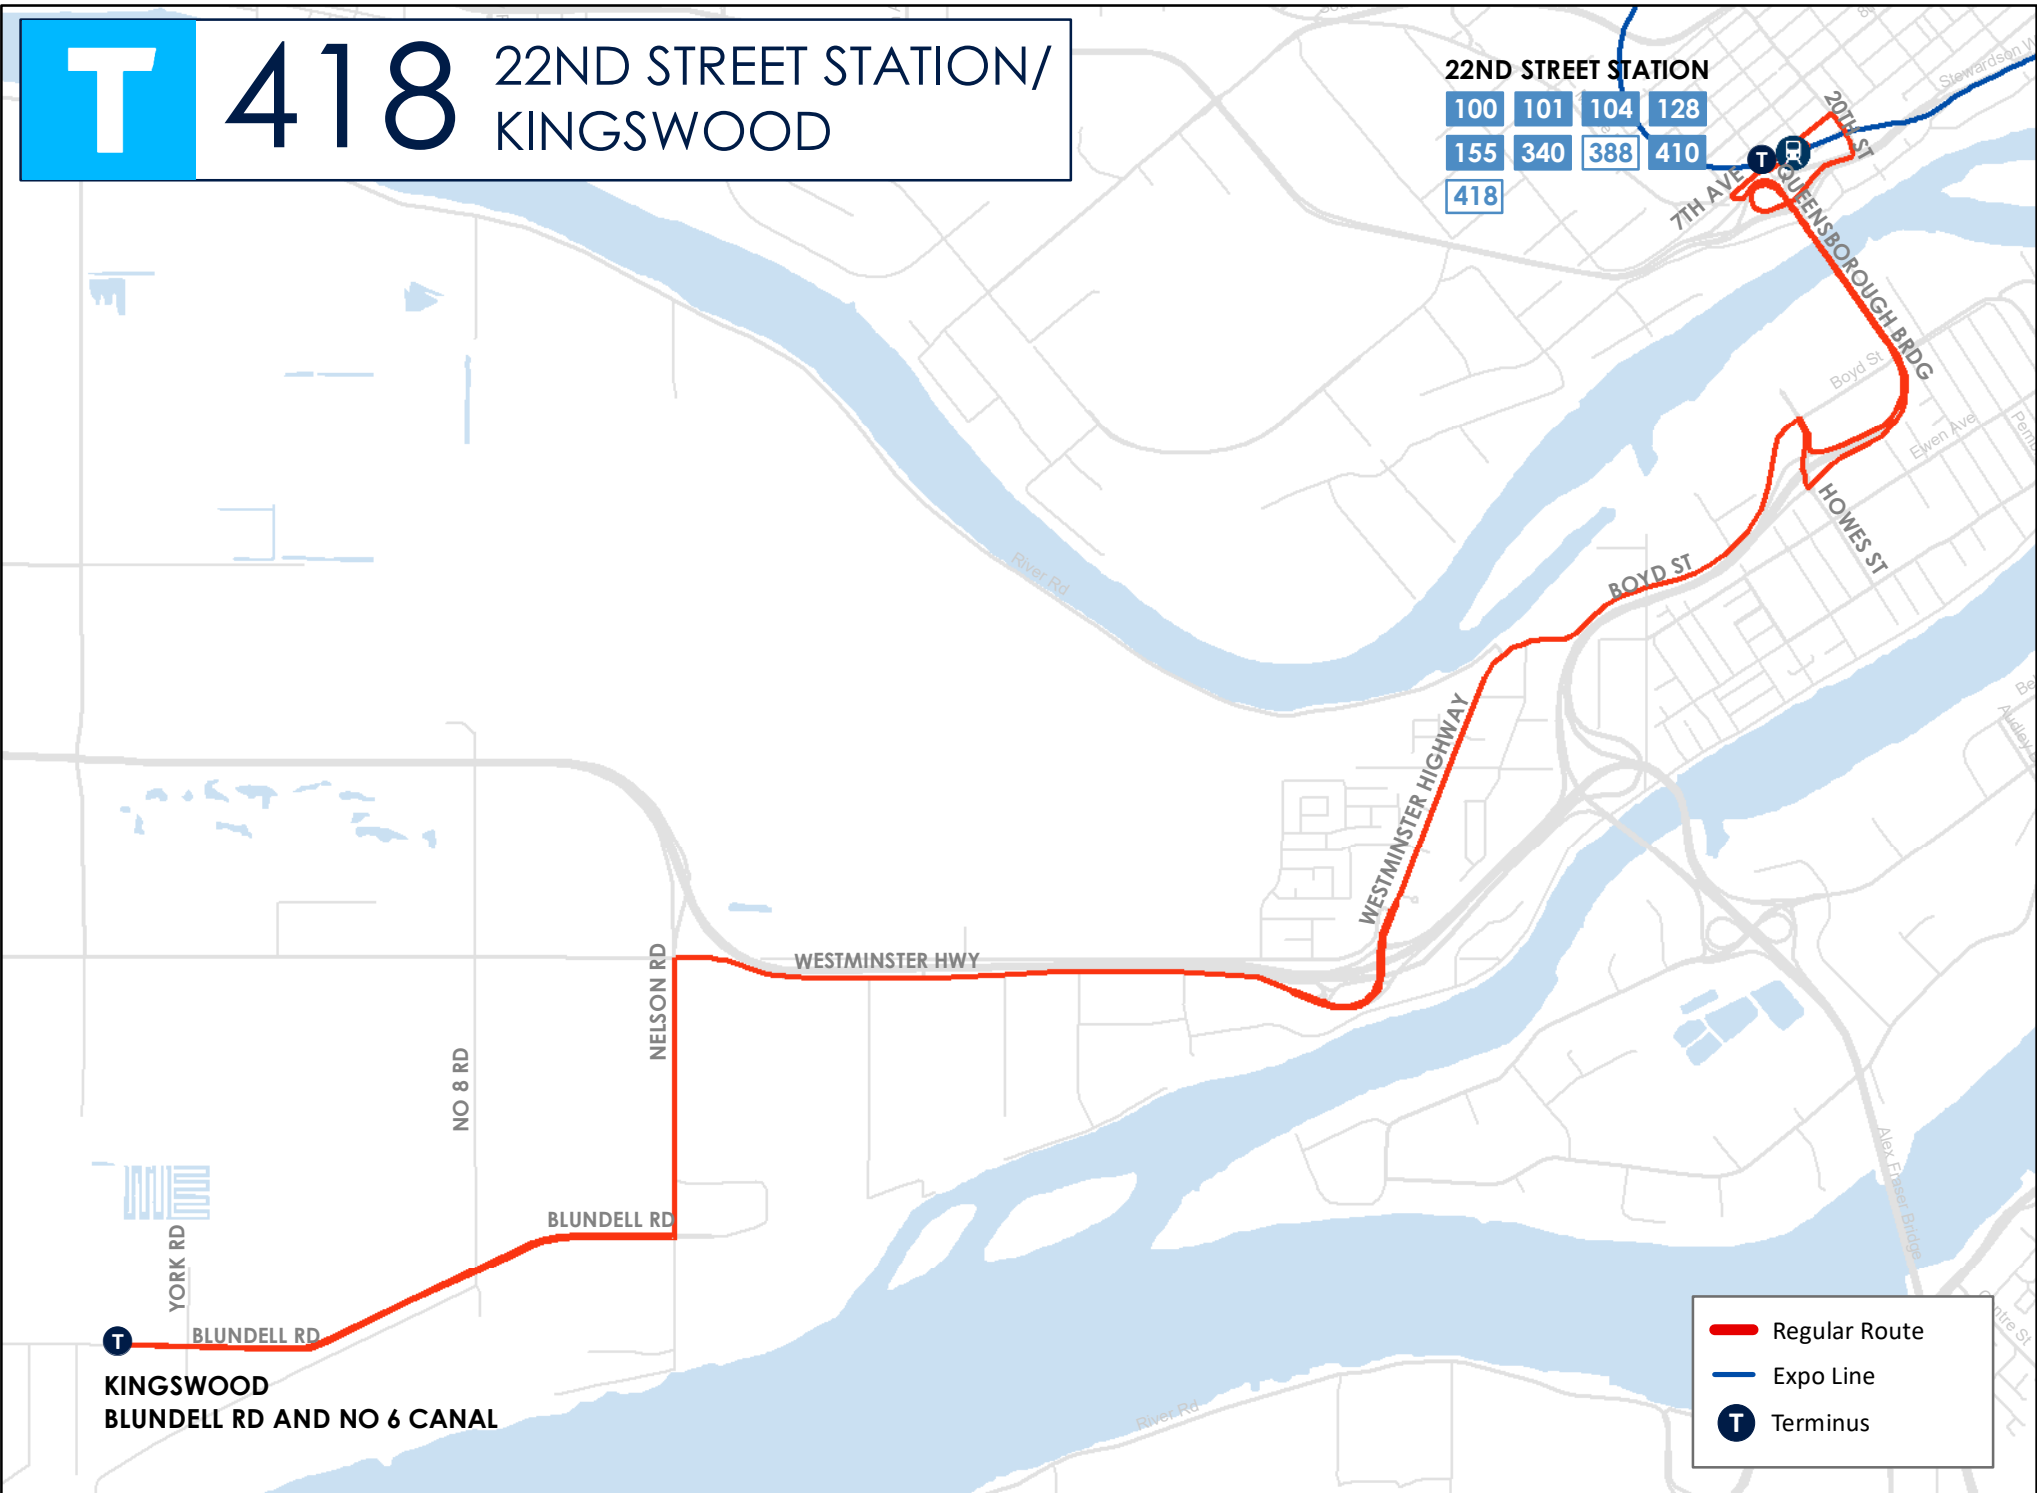 T
418
22ND STREET STATION/
KINGSWOOD
22ND STREET STATION
100 101 104 128
155 340 388 410
418
Stewardson W
20TH ST
T
7TH AVE
QUEENSBOROUGH BRDG
Boyd St
Ewen Ave
HOWES ST
BOYD ST
River Rd
WESTMINSTER HIGHWAY
WESTMINSTER HWY
NELSON RD
NO 8 RD
BLUNDELL RD
YORK RD
BLUNDELL RD
T
KINGSWOOD
BLUNDELL RD AND NO 6 CANAL
Alex Fraser Bridge
River Rd
Regular Route
Expo Line
T Terminus